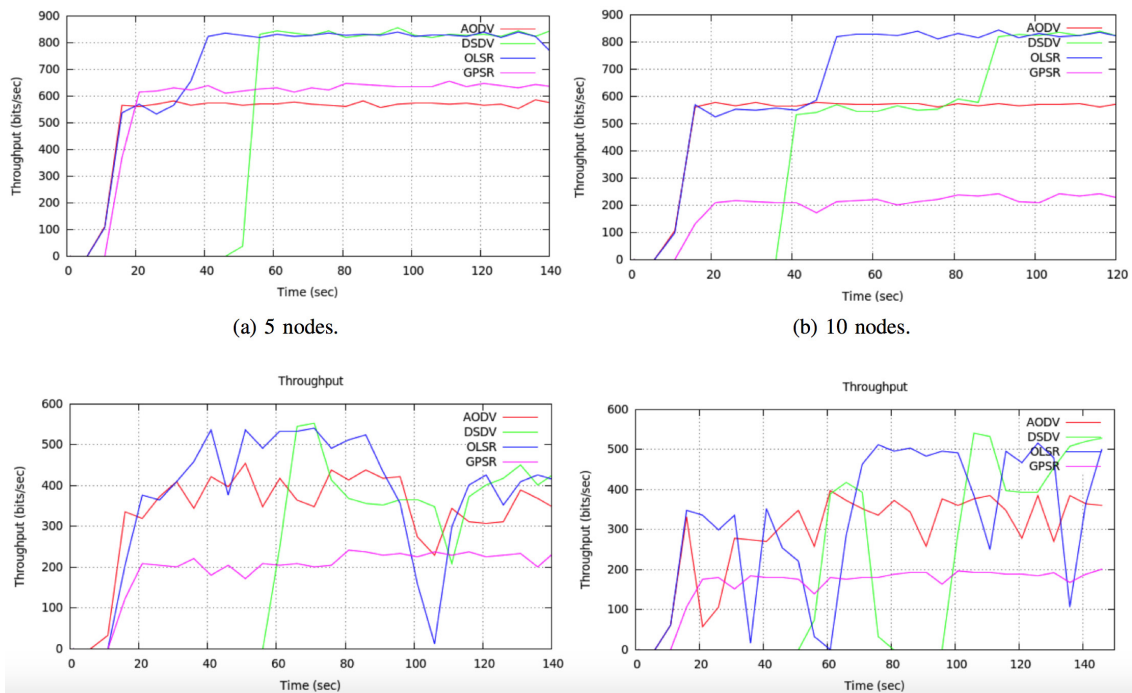 900
800
700
600
500
400
300
200
100
0
Throughput (bits/sec)
AODV
DSDV
OLSR
GPSR
0 20 40 60 80 100 120 140
Time (sec)
(a) 5 nodes.
900
800
700
600
500
400
300
200
100
0
Throughput (bits/sec)
AODV
DSDV
OLSR
GPSR
0 20 40 60 80 100 120
Time (sec)
(b) 10 nodes.
Throughput
600
500
400
300
200
100
0
Throughput (bits/sec)
AODV
DSDV
OLSR
GPSR
0 20 40 60 80 100 120 140
Time (sec)
Throughput
600
500
400
300
200
100
0
Throughput (bits/sec)
AODV
DSDV
OLSR
GPSR
0 20 40 60 80 100 120 140
Time (sec)